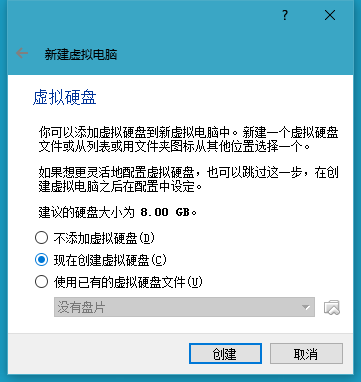 ?
新建虚拟电脑
虚拟硬盘
你可以添加虚拟硬盘到新虚拟电脑中。新建一个虚拟硬盘
文件或从列表或用文件夹图标从其他位置选择一个。
如果想更灵活地配置虚拟硬盘，也可以跳过这一步，在创
建虚拟电脑之后在配置中设定。
建议的硬盘大小为 8.00 GB。
不添加虚拟硬盘(D)
现在创建虚拟硬盘(C)
使用已有的虚拟硬盘文件(U)
没有盘片
创建
取消